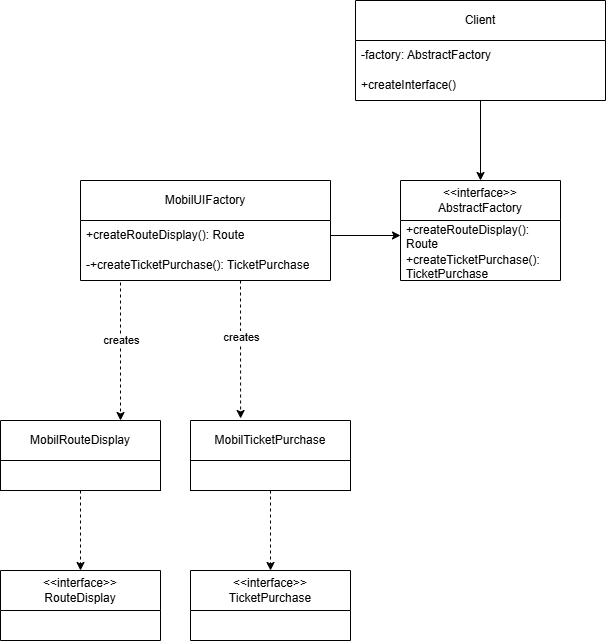 Client
-factory: AbstractFactory
+createInterface()
MobilUIFactory
+createRouteDisplay(): Route
-+createTicketPurchase(): TicketPurchase
<<interface>>
AbstractFactory
+createRouteDisplay():
Route
+createTicketPurchase():
TicketPurchase
creates
creates
MobilRouteDisplay
MobilTicketPurchase
<<interface>>
RouteDisplay
<<interface>>
TicketPurchase